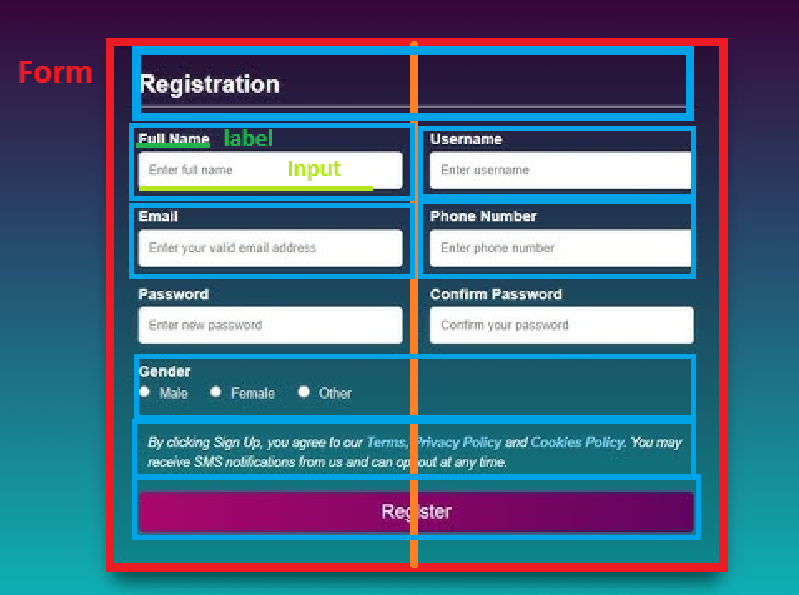 Form
Registration
Full Name label
Enter full name Input
Username
Enter username
Email
Enter your valid email address
Phone Number
Enter phone number
Password
Enter new password
Confirm Password
Confirm your password
Gender
Male Female Other
By clicking Sign Up, you agree to our Terms, Privacy Policy and Cookies Policy. You may
receive SMS notifications from us and can opt out at any time.
Register